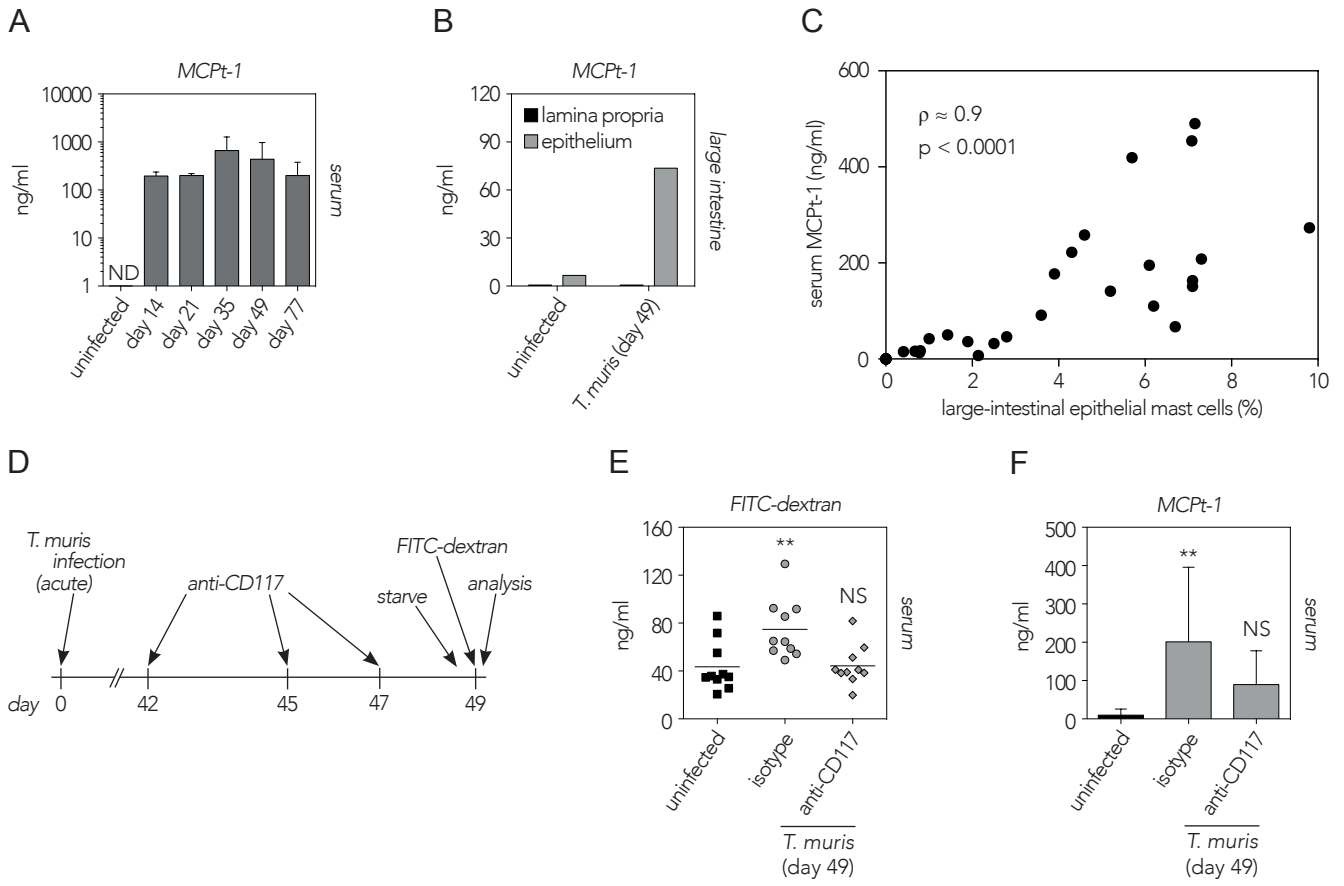 A
MCPt-1
10000
1000
100
10
1
ng/ml
ND
serum
uninfected
day 14
day 21
day 35
day 49
day 77
B
MCPt-1
120
90
60
30
0
ng/ml
lamina propria
epithelium
large intestine
uninfected
T. muris (day 49)
C
600
400
200
0
serum MCPt-1 (ng/ml)
ρ ≈ 0.9
p < 0.0001
0 2 4 6 8 10
large-intestinal epithelial mast cells (%)
D
T. muris
infection
(acute)
anti-CD117
starve
FITC-dextran
analysis
day 0 42 45 47 49
E
FITC-dextran
160
120
80
40
0
ng/ml
**
NS
serum
uninfected
isotype
anti-CD117
T. muris
(day 49)
F
MCPt-1
500
400
300
200
100
0
ng/ml
**
NS
serum
uninfected
isotype
anti-CD117
T. muris
(day 49)